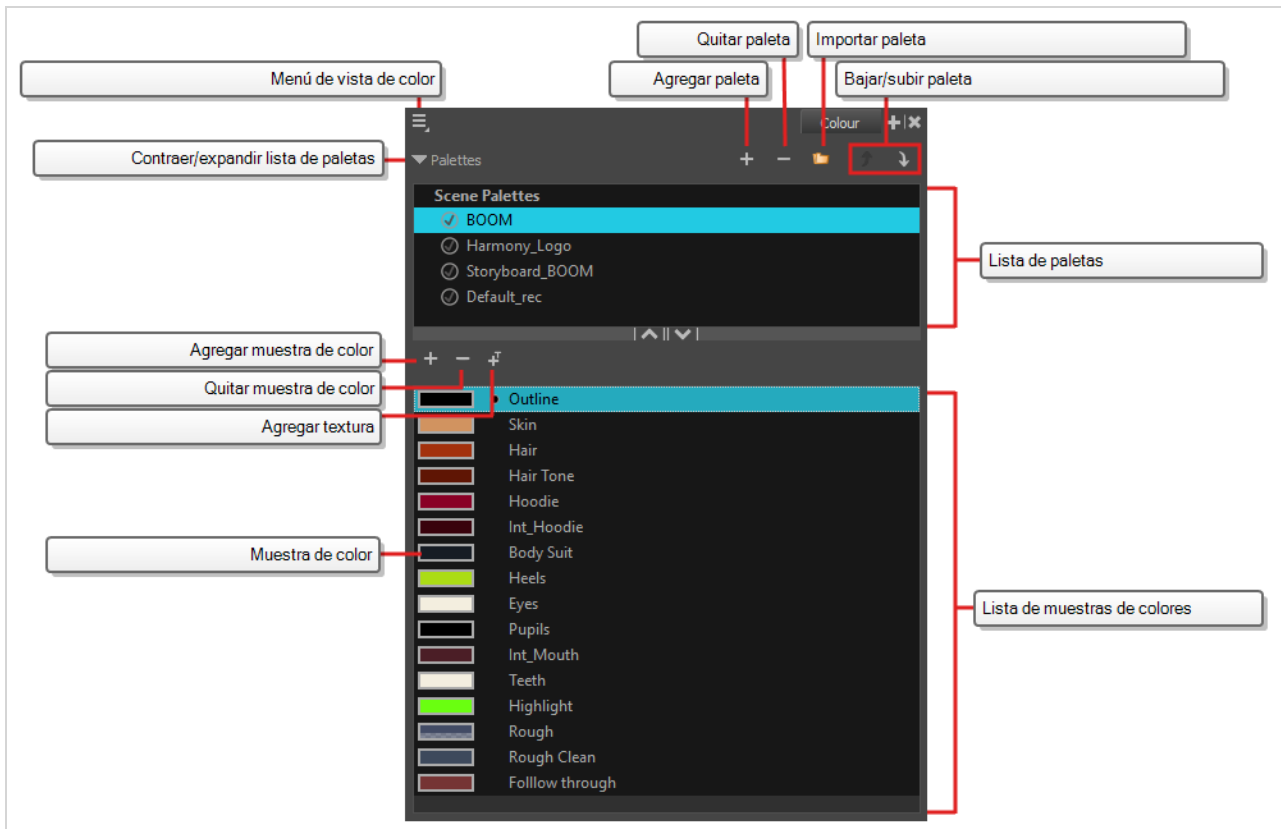 Quitar paleta
Importar paleta
Menú de vista de color
Agregar paleta
Bajar/subir paleta
Colour
Contraer/expandir lista de paletas
Palettes
Scene Palettes
BOOM
Harmony_Logo
Lista de paletas
Storyboard_BOOM
Default_rec
Agregar muestra de color
Quitar muestra de color
Outline
Agregar textura
Skin
Hair
Hair Tone
Hoodie
Int_Hoodie
Muestra de color
Body Suit
Heels
Eyes
Lista de muestras de colores
Pupils
Int_Mouth
Teeth
Highlight
Rough
Rough Clean
Folllow through